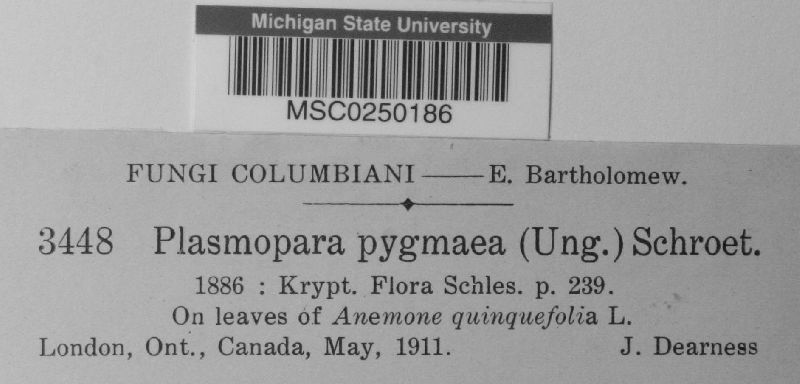 Michigan State University
MSC0250186
FUNGI COLUMBIANI — E. Bartholomew.
3448 Plasmopara pygmaea (Ung.) Schroet.
1886 : Krypt. Flora Schles. p. 239.
On leaves of Anemone quinquefolia L.
London, Ont., Canada, May, 1911. J. Dearness